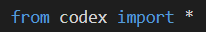 from codex import *